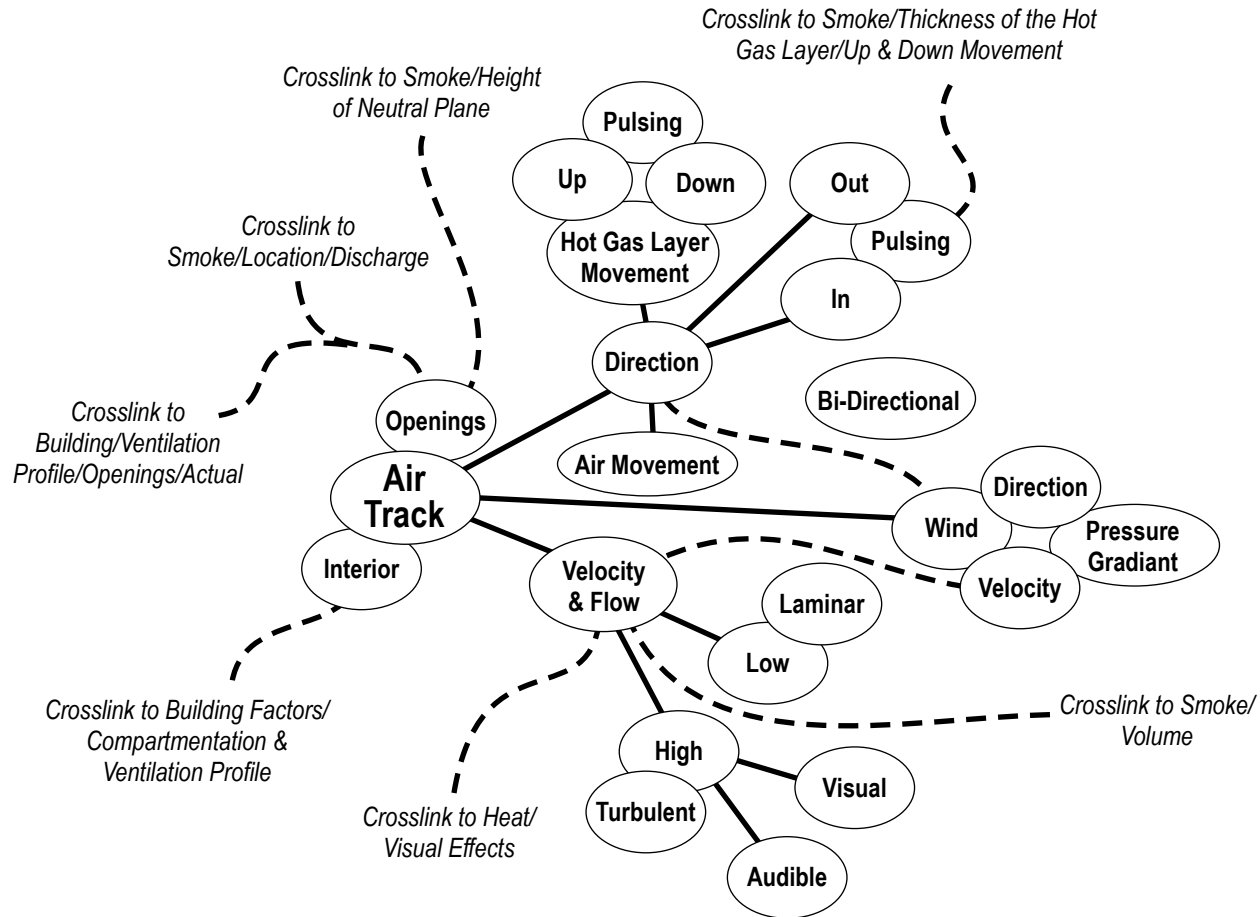 Crosslink to Smoke/Thickness of the Hot
Gas Layer/Up & Down Movement
Crosslink to Smoke/Height
of Neutral Plane
Pulsing
Up
Down
Out
Pulsing
Hot Gas Layer
Movement
In
Crosslink to
Smoke/Location/Discharge
Direction
Bi-Directional
Openings
Crosslink to
Building/Ventilation
Profile/Openings/Actual
Air Movement
Air
Track
Direction
Wind
Pressure
Gradiant
Velocity
Interior
Velocity
& Flow
Laminar
Low
Crosslink to Building Factors/
Compartmentation &
Ventilation Profile
Crosslink to Smoke/
Volume
High
Visual
Turbulent
Crosslink to Heat/
Visual Effects
Audible